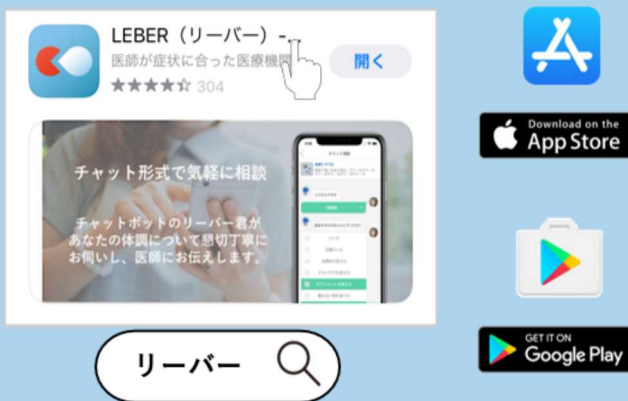 LEBER（リーバー）-...
医師が症状に合った医療機関
開く
★★★★☆ 304
チャット形式で気軽に相談
チャットボットのリーバー君が
あなたの体調について懇切丁寧に
お伺いし、医師にお伝えします。
リーバー
Download on the
App Store
GET IT ON
Google Play